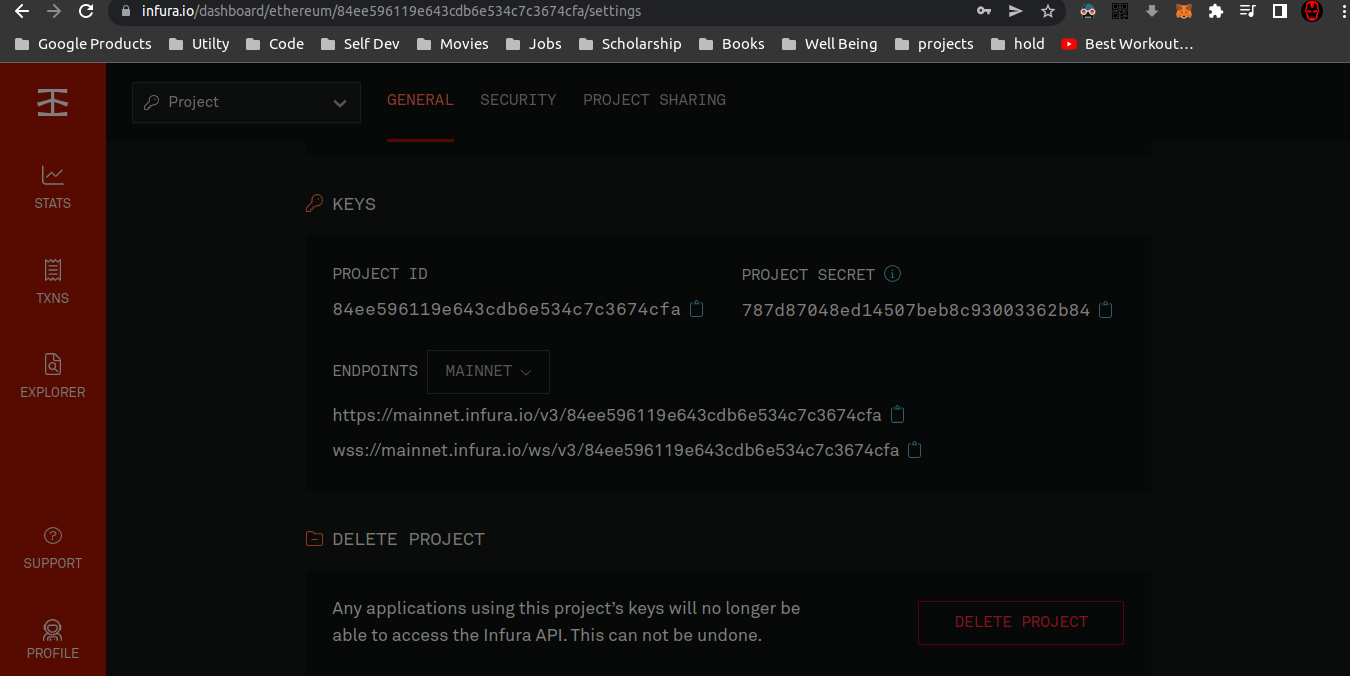 infura.io/dashboard/ethereum/84ee596119e643cdb6e534c7c3674cfa/settings
Google Products Utilty Code Self Dev Movies Jobs Scholarship Books Well Being projects hold Best Workout…
Project GENERAL SECURITY PROJECT SHARING
STATS
TXNS
EXPLORER
SUPPORT
PROFILE
KEYS
PROJECT ID PROJECT SECRET
84ee596119e643cdb6e534c7c3674cfa 787d87048ed14507beb8c93003362b84
ENDPOINTS MAINNET
https://mainnet.infura.io/v3/84ee596119e643cdb6e534c7c3674cfa
wss://mainnet.infura.io/ws/v3/84ee596119e643cdb6e534c7c3674cfa
DELETE PROJECT
Any applications using this project’s keys will no longer be
able to access the Infura API. This can not be undone.
DELETE PROJECT